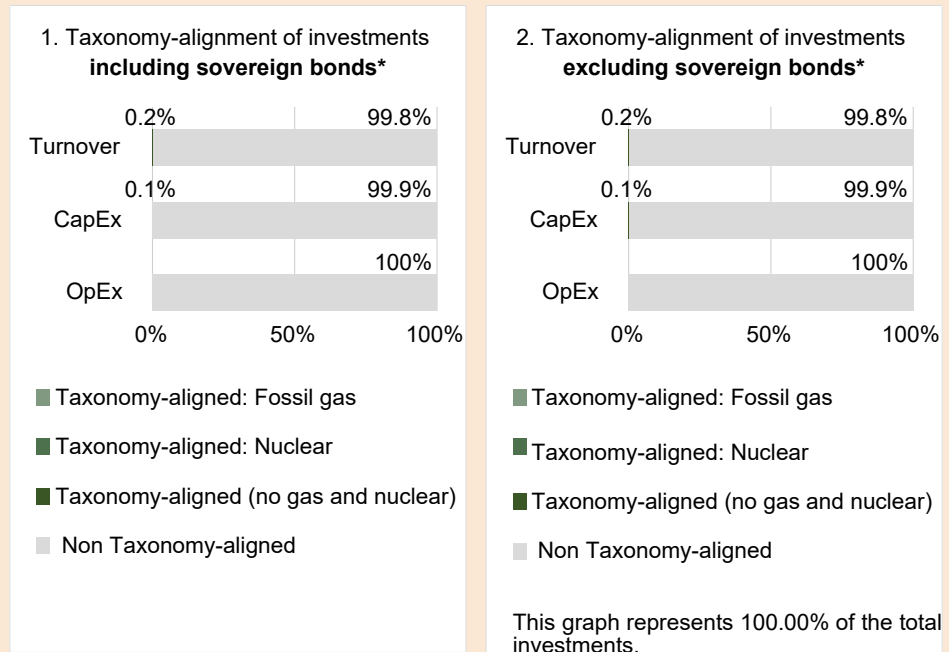 1. Taxonomy-alignment of investments
including sovereign bonds*
0.2% 99.8%
Turnover
0.1% 99.9%
CapEx
100%
OpEx
0% 50% 100%
Taxonomy-aligned: Fossil gas
Taxonomy-aligned: Nuclear
Taxonomy-aligned (no gas and nuclear)
Non Taxonomy-aligned
2. Taxonomy-alignment of investments
excluding sovereign bonds*
0.2% 99.8%
Turnover
0.1% 99.9%
CapEx
100%
OpEx
0% 50% 100%
Taxonomy-aligned: Fossil gas
Taxonomy-aligned: Nuclear
Taxonomy-aligned (no gas and nuclear)
Non Taxonomy-aligned
This graph represents 100.00% of the total
investments.